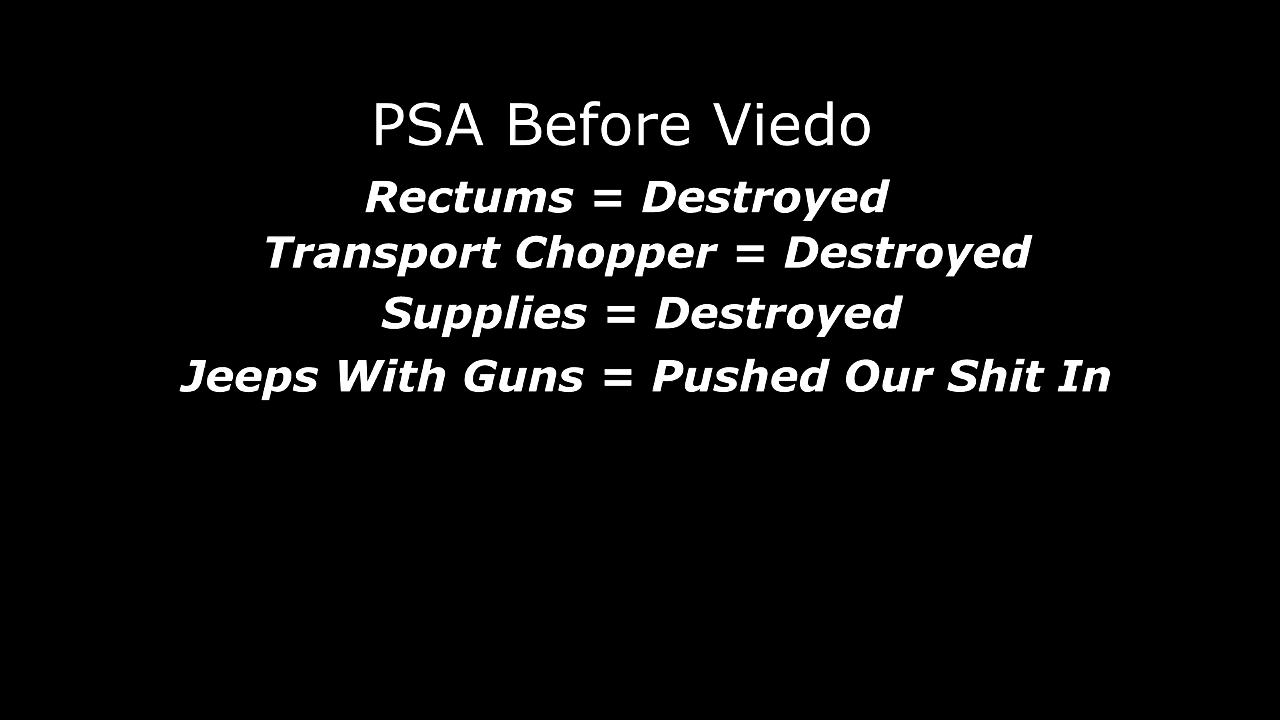 PSA Before Viedo
Rectums = Destroyed
Transport Chopper = Destroyed
Supplies = Destroyed
Jeeps With Guns = Pushed Our Shit In